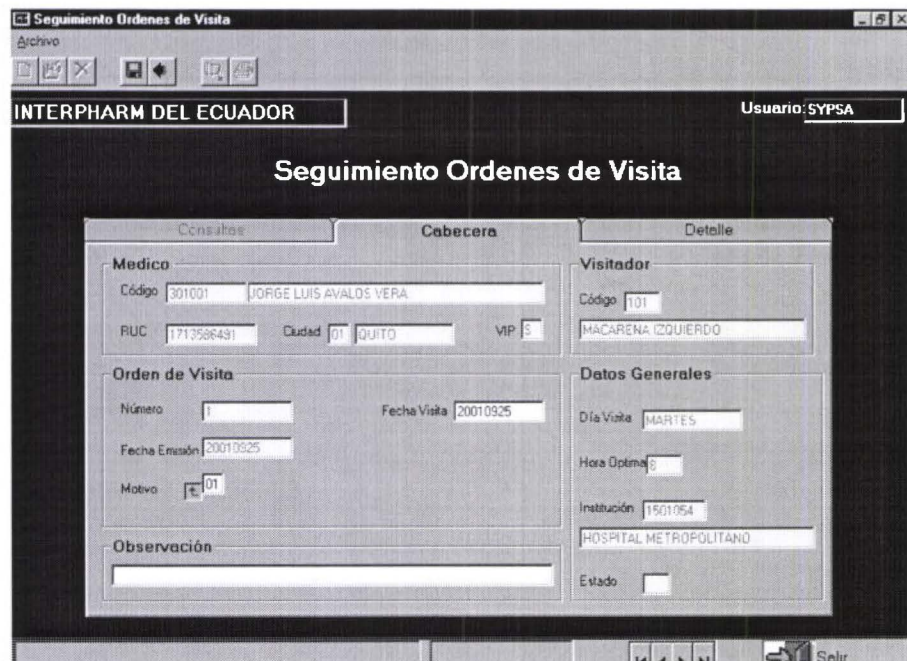 Seguimiento Ordenes de Visita
Archivo
INTERPHARM DEL ECUADOR
Usuario: SYPSA
Seguimiento Ordenes de Visita
Consultas Cabecera Detalle
Medico
Código 301001 JORGE LUIS AVALOS VERA
RUC 1713586491 Ciudad 01 QUITO VIP S
Visitador
Código 101
MACARENA IZQUIERDO
Orden de Visita
Número 1 Fecha Visita 20010925
Fecha Emisión 20010925
Motivo 01
Datos Generales
Día Visita MARTES
Hora Optima 8
Institución 1501054
HOSPITAL METROPOLITANO
Estado
Observación
Salir